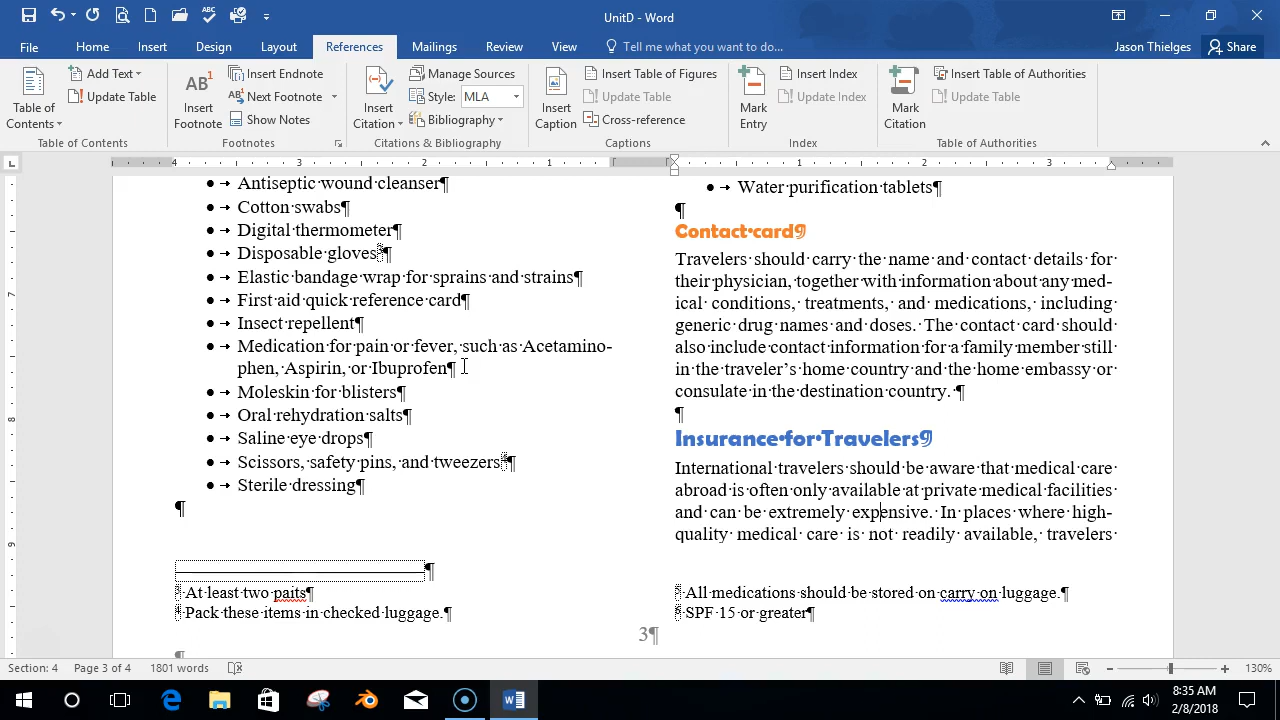 UnitD - Word
File Home Insert Design Layout References Mailings Review View Tell me what you want to do... Jason Thielges Share
Table of Contents
Add Text
Update Table
Table of Contents
AB1
Insert Footnote
Insert Endnote
Next Footnote
Show Notes
Footnotes
Insert Citation
Manage Sources
Style: MLA
Bibliography
Citations & Bibliography
Insert Caption
Insert Table of Figures
Update Table
Cross-reference
Captions
Mark Entry
Insert Index
Update Index
Index
Mark Citation
Insert Table of Authorities
Update Table
Table of Authorities
4 3 2 1 1 2 3
7
8
9
• → Antiseptic·wound·cleanser¶
• → Cotton·swabs¶
• → Digital·thermometer¶
• → Disposable·gloves ¶
• → Elastic·bandage·wrap·for·sprains·and·strains¶
• → First·aid·quick·reference·card¶
• → Insect·repellent¶
• → Medication·for·pain·or·fever,·such·as·Acetamino-
phen,·Aspirin,·or·Ibuprofen¶
• → Moleskin·for·blisters¶
• → Oral·rehydration·salts¶
• → Saline·eye·drops¶
• → Scissors,·safety·pins,·and·tweezers ¶
• → Sterile·dressing¶
¶
¶
·At·least·two·paits¶
·Pack·these·items·in·checked·luggage.¶
• → Water·purification·tablets¶
¶
Contact·card¶
Travelers·should·carry·the·name·and·contact·details·for·
their·physician,·together·with·information·about·any·med-
ical·conditions,·treatments,·and·medications,·including·
generic·drug·names·and·doses.·The·contact·card·should·
also·include·contact·information·for·a·family·member·still·
in·the·traveler's·home·country·and·the·home·embassy·or·
consulate·in·the·destination·country.·¶
¶
Insurance·for·Travelers¶
International·travelers·should·be·aware·that·medical·care·
abroad·is·often·only·available·at·private·medical·facilities·
and·can·be·extremely·expensive.·In·places·where·high-
quality·medical·care·is·not·readily·available,·travelers·
·All·medications·should·be·stored·on·carry·on·luggage.¶
·SPF·15·or·greater¶
3¶
¶
Section: 4 Page 3 of 4 1801 words 130%
8:35 AM
2/8/2018